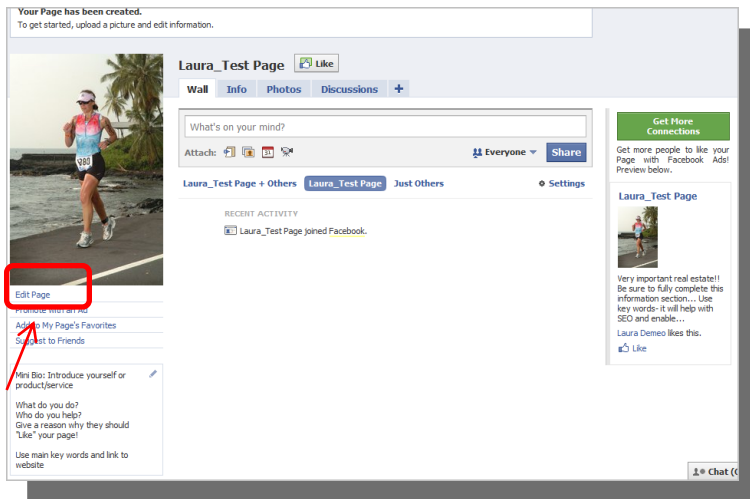 Your Page has been created.
To get started, upload a picture and edit information.
Laura_Test Page
Like
Wall Info Photos Discussions +
What's on your mind?
Attach: 31 Everyone Share
Laura_Test Page + Others Laura_Test Page Just Others Settings
RECENT ACTIVITY
Laura_Test Page joined Facebook.
980
Edit Page
Promote with an Ad
Add to My Page's Favorites
Suggest to Friends
Mini Bio: Introduce yourself or
product/service
What do you do?
Who do you help?
Give a reason why they should
"Like" your page!
Use main key words and link to
website
Get More
Connections
Get more people to like your
Page with Facebook Ads!
Preview below.
Laura_Test Page
Very important real estate!!
Be sure to fully complete this
information section... Use
key words- it will help with
SEO and enable...
Laura Demeo likes this.
Like
Chat (